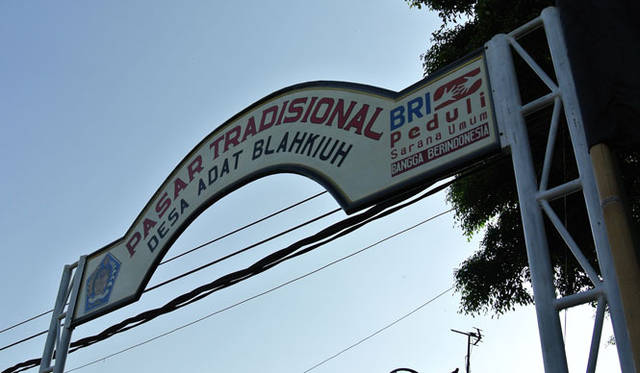 PASAR TRADISIONAL
DESA ADAT BLAHKIUH
BRI
Peduli
Sarana Umum
BANGGA BERINDONESIA